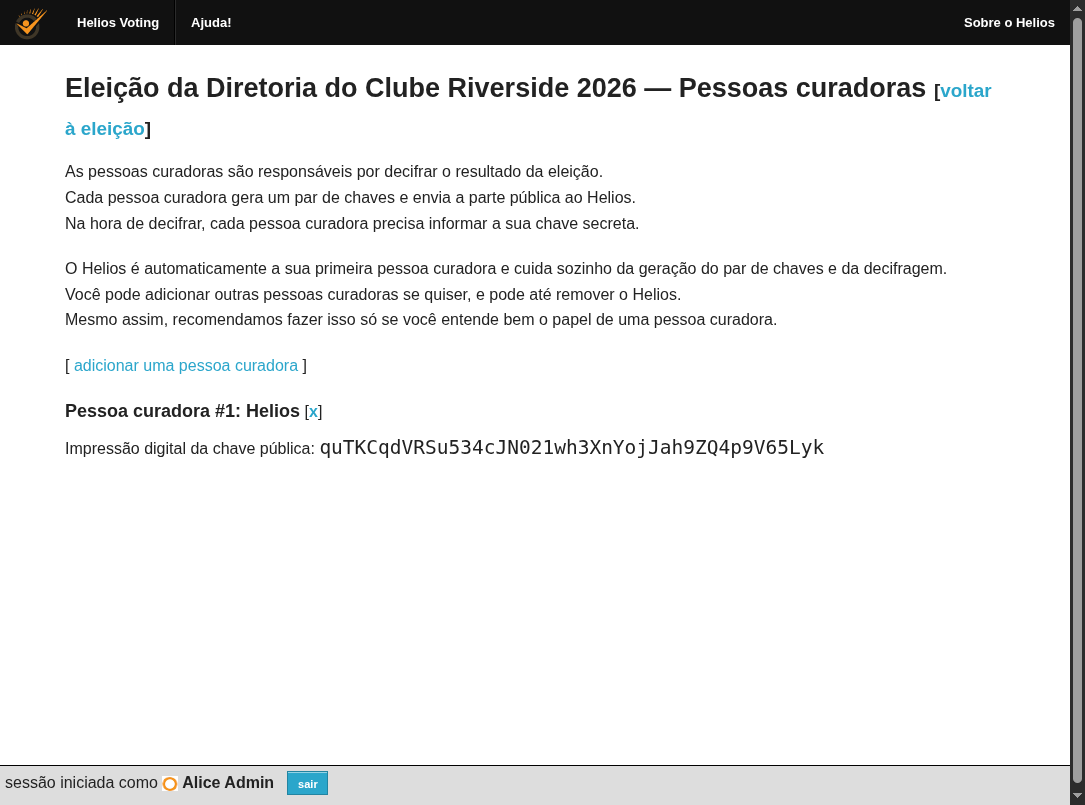 Helios Voting Ajuda! Sobre o Helios
Eleição da Diretoria do Clube Riverside 2026 — Pessoas curadoras [voltar
à eleição]
As pessoas curadoras são responsáveis por decifrar o resultado da eleição.
Cada pessoa curadora gera um par de chaves e envia a parte pública ao Helios.
Na hora de decifrar, cada pessoa curadora precisa informar a sua chave secreta.
O Helios é automaticamente a sua primeira pessoa curadora e cuida sozinho da geração do par de chaves e da decifragem.
Você pode adicionar outras pessoas curadoras se quiser, e pode até remover o Helios.
Mesmo assim, recomendamos fazer isso só se você entende bem o papel de uma pessoa curadora.
[ adicionar uma pessoa curadora ]
Pessoa curadora #1: Helios [x]
Impressão digital da chave pública: quTKCqdVRSu534cJN021wh3XnYojJah9ZQ4p9V65Lyk
sessão iniciada como Alice Admin sair